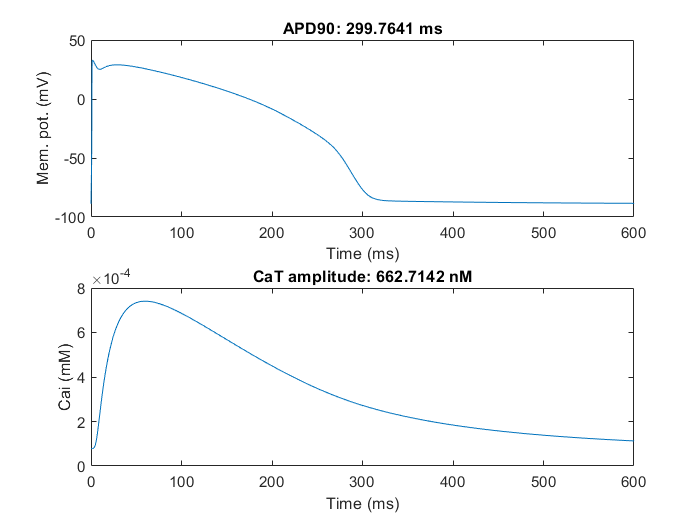 APD90: 299.7641 ms
50
0
-50
-100
Mem. pot. (mV)
0 100 200 300 400 500 600
Time (ms)
×10-4
CaT amplitude: 662.7142 nM
8
6
4
2
0
Cai (mM)
0 100 200 300 400 500 600
Time (ms)